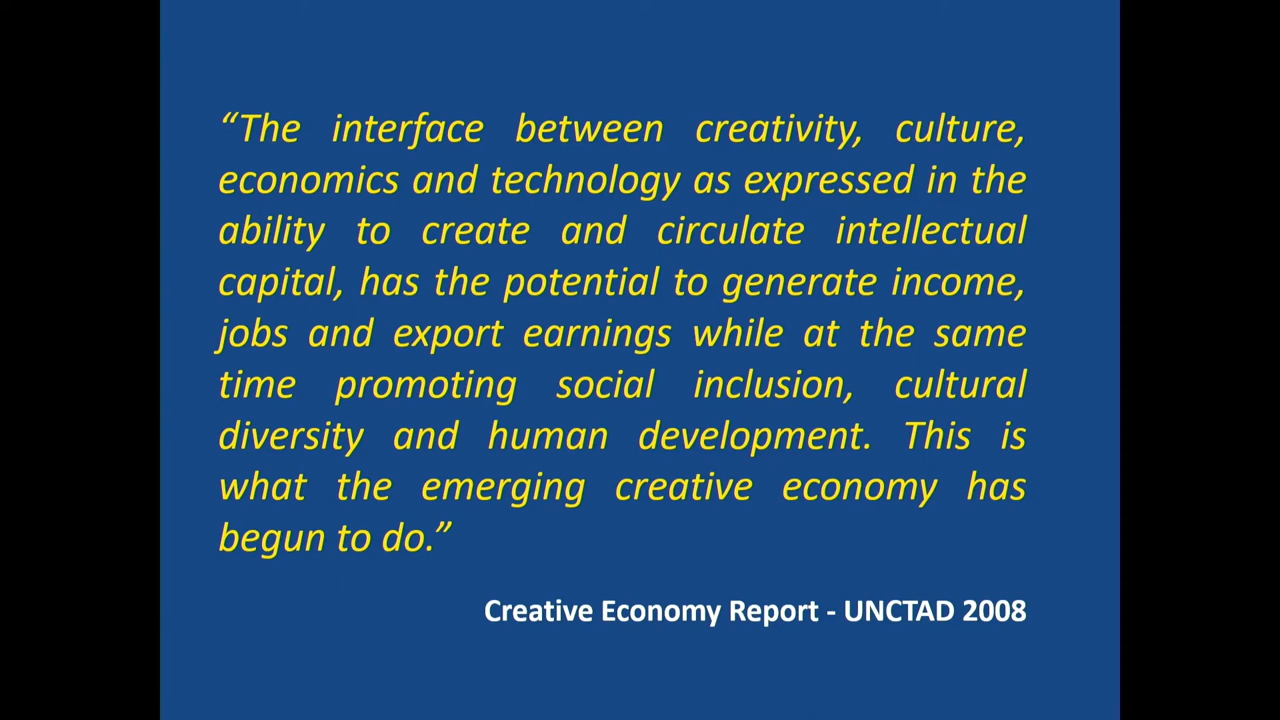 “The interface between creativity, culture,
economics and technology as expressed in the
ability to create and circulate intellectual
capital, has the potential to generate income,
jobs and export earnings while at the same
time promoting social inclusion, cultural
diversity and human development. This is
what the emerging creative economy has
begun to do.”
Creative Economy Report - UNCTAD 2008